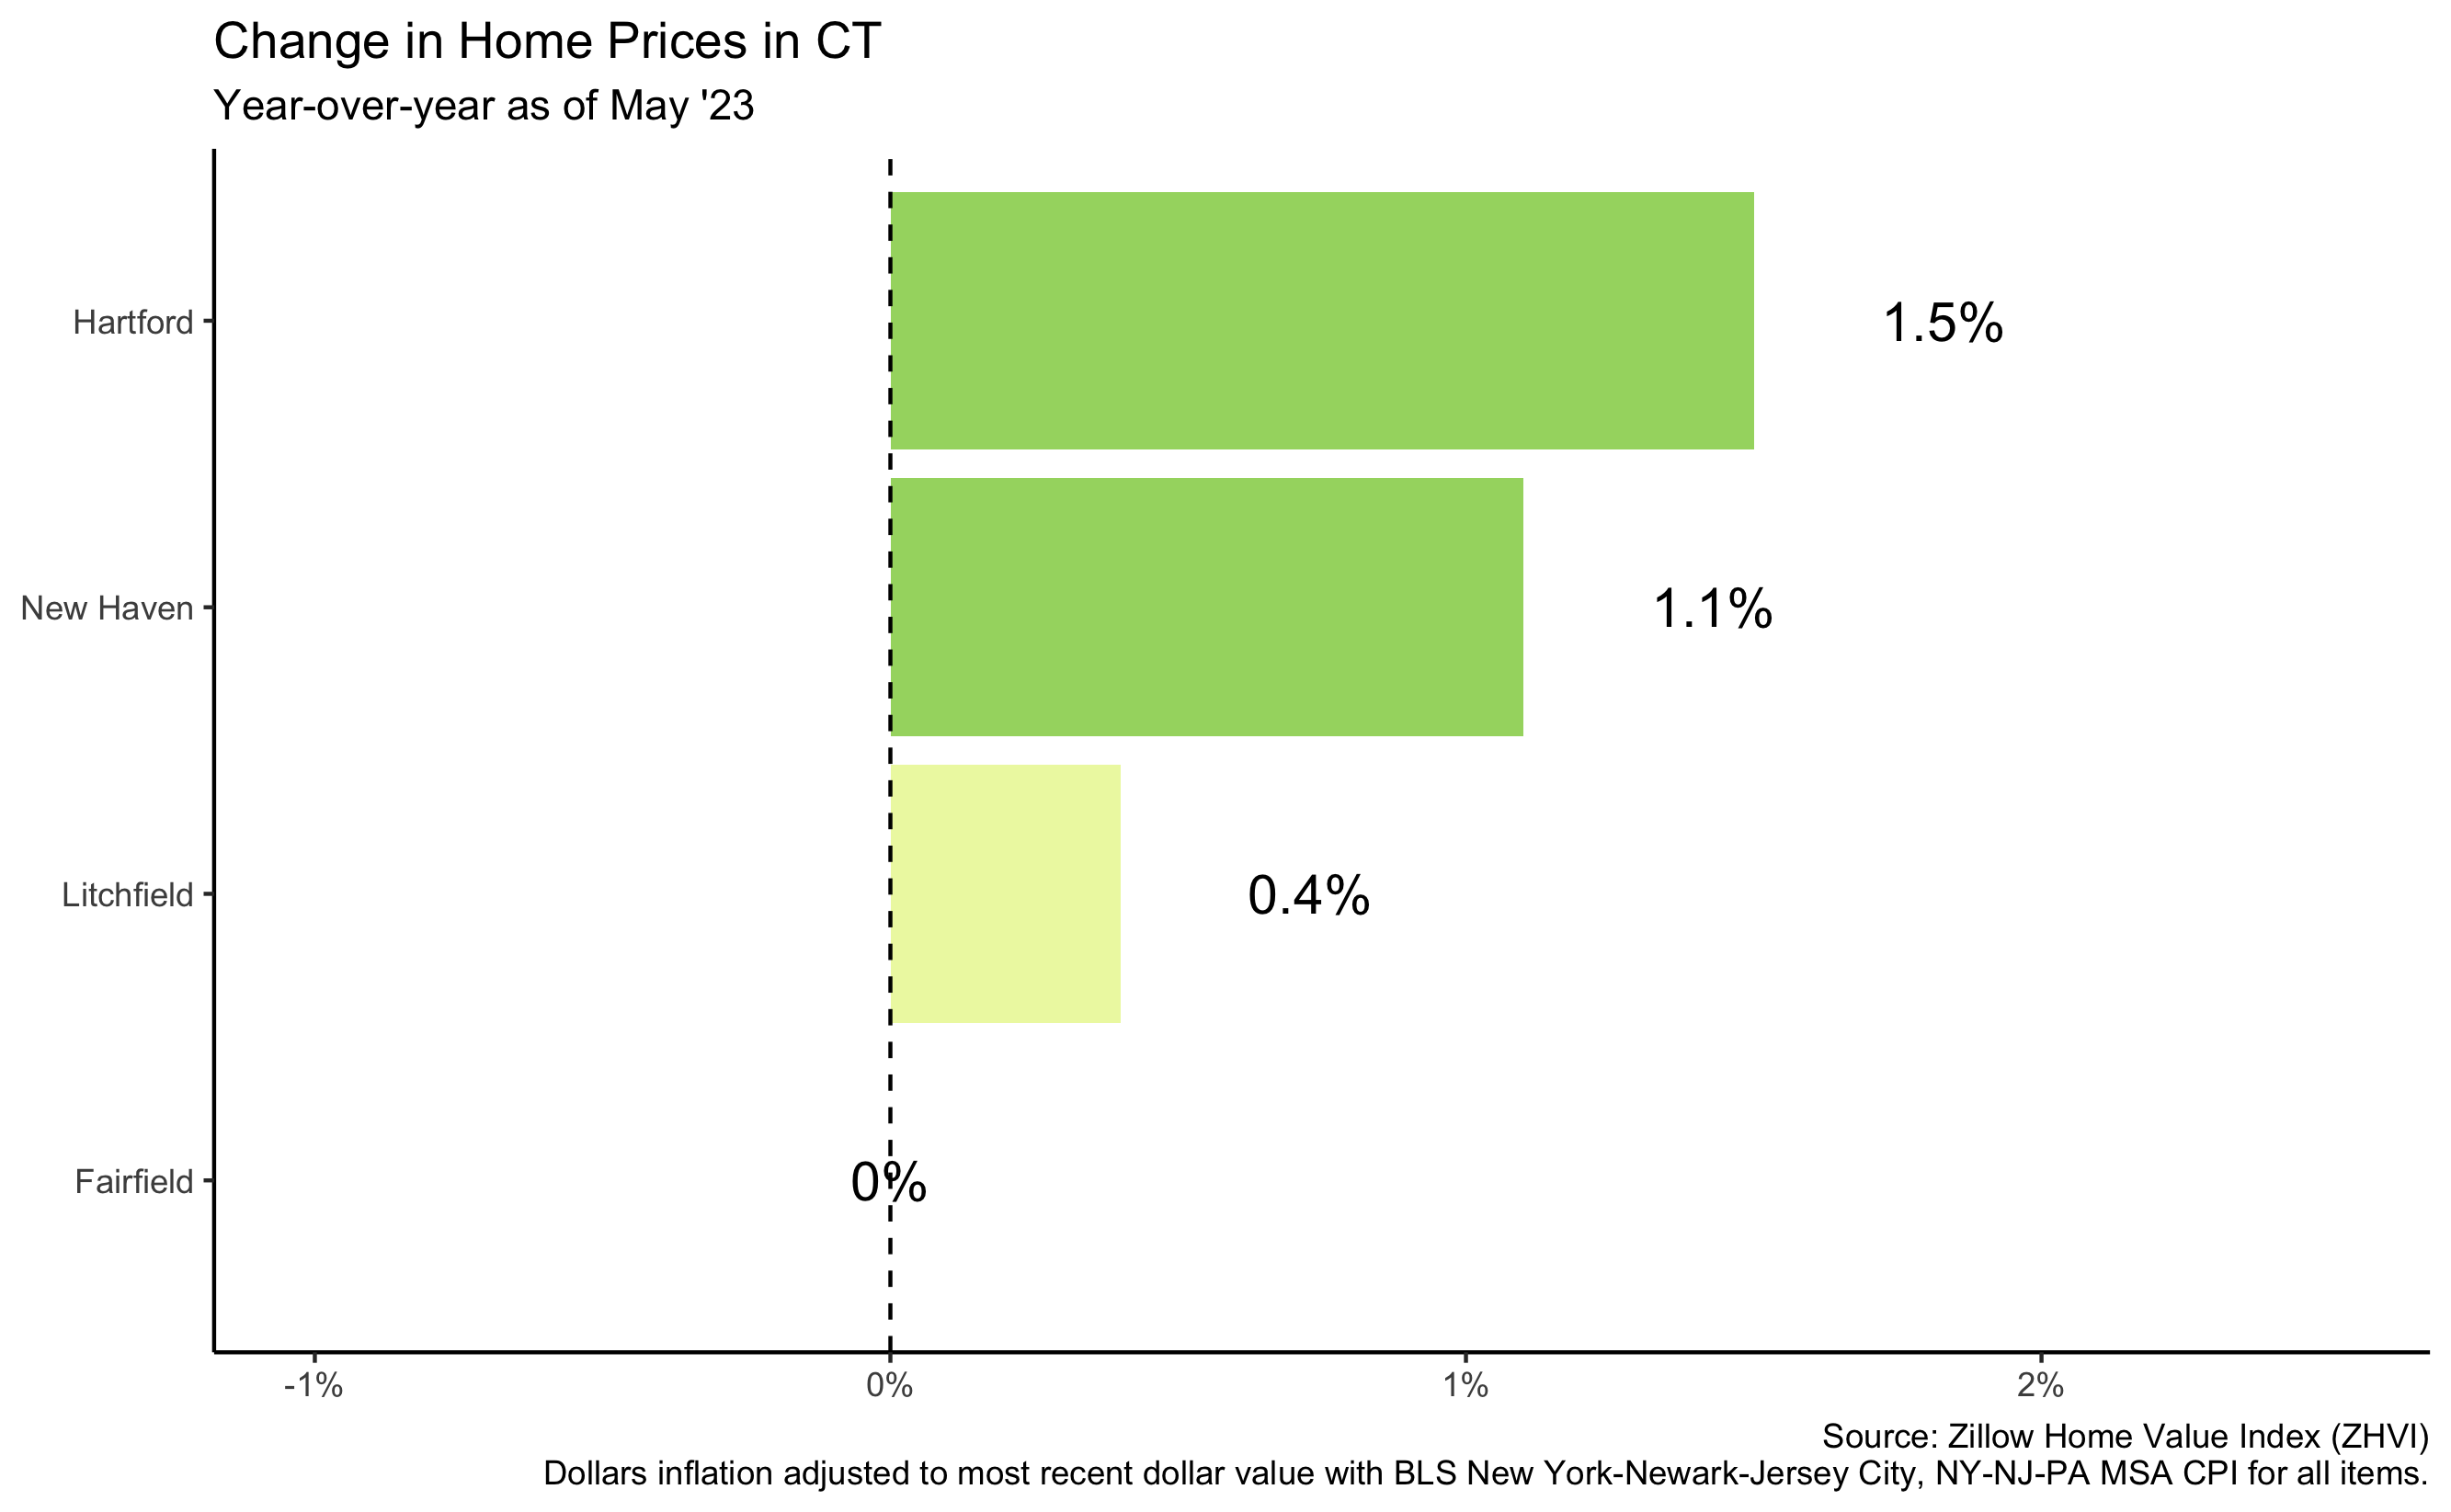 Change in Home Prices in CT
Year-over-year as of May '23
Hartford
1.5%
New Haven
1.1%
Litchfield
0.4%
Fairfield
0%
-1%
0%
1%
2%
Source: Zillow Home Value Index (ZHVI)
Dollars inflation adjusted to most recent dollar value with BLS New York-Newark-Jersey City, NY-NJ-PA MSA CPI for all items.